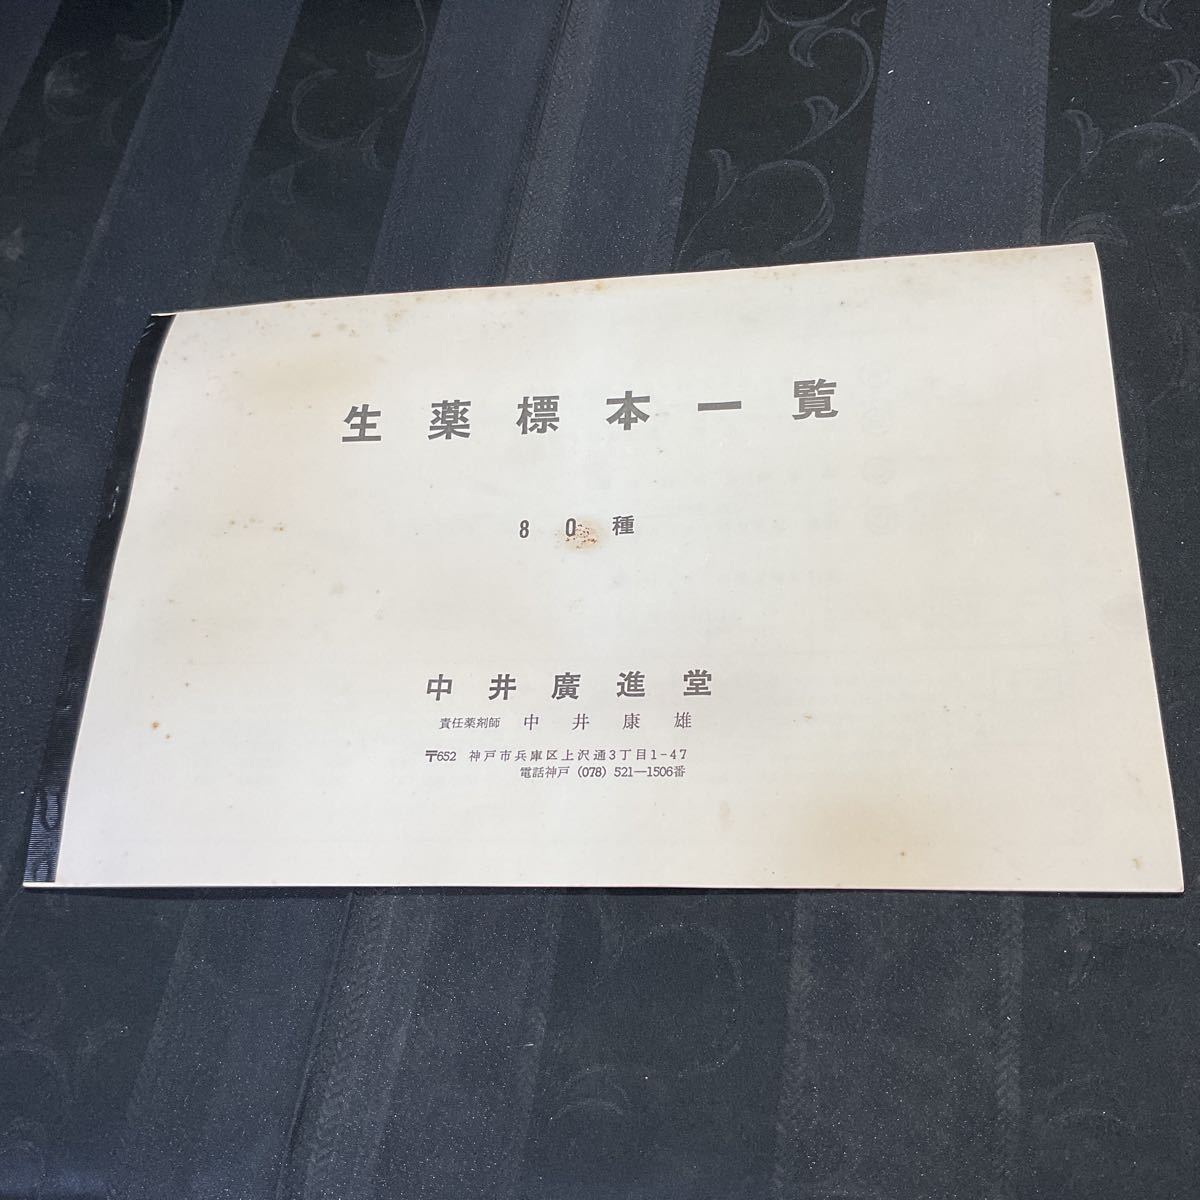 生薬標本一覧
80種
中井廣進堂
責任薬剤師 中井康雄
〒652 神戸市兵庫区上沢通3丁目1-47
電話神戸(078)521—1506番